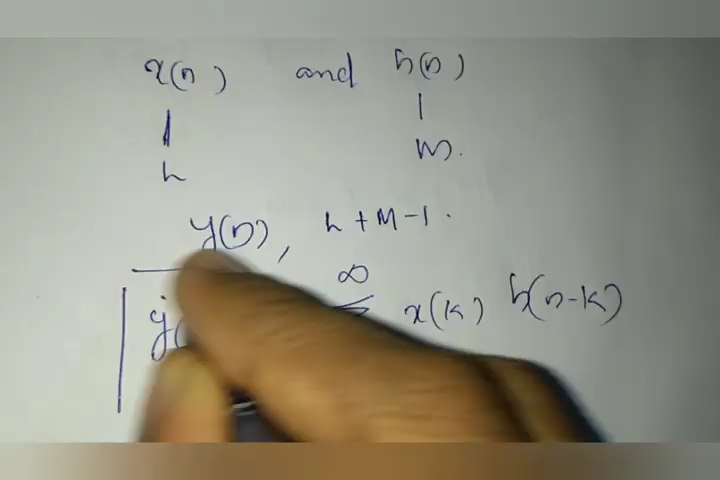 x(n) and h(n)
L M.
y(n), L+M-1.
y( ∞ Σ x(k) h(n-k)